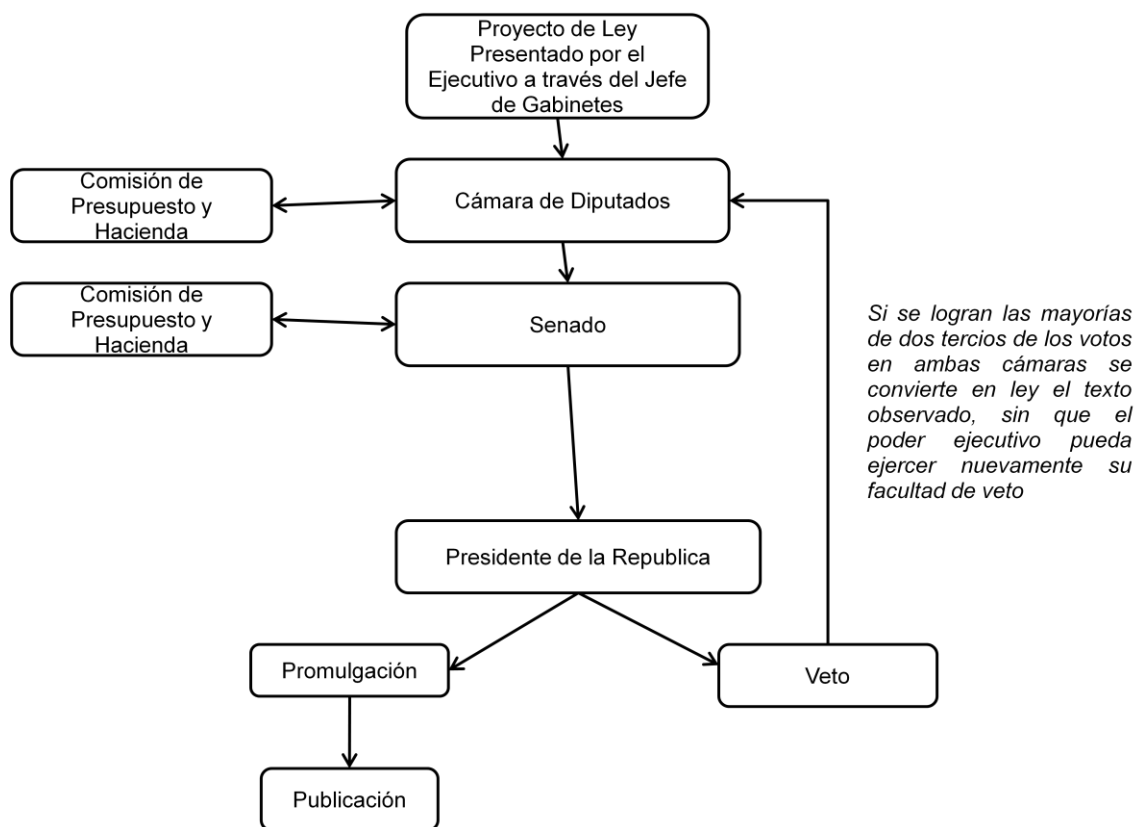 Proyecto de Ley
Presentado por el
Ejecutivo a través del Jefe
de Gabinetes
Comisión de
Presupuesto y
Hacienda
Cámara de Diputados
Comisión de
Presupuesto y
Hacienda
Senado
Si se logran las mayorías
de dos tercios de los votos
en ambas cámaras se
convierte en ley el texto
observado, sin que el
poder ejecutivo pueda
ejercer nuevamente su
facultad de veto
Presidente de la Republica
Promulgación
Veto
Publicación